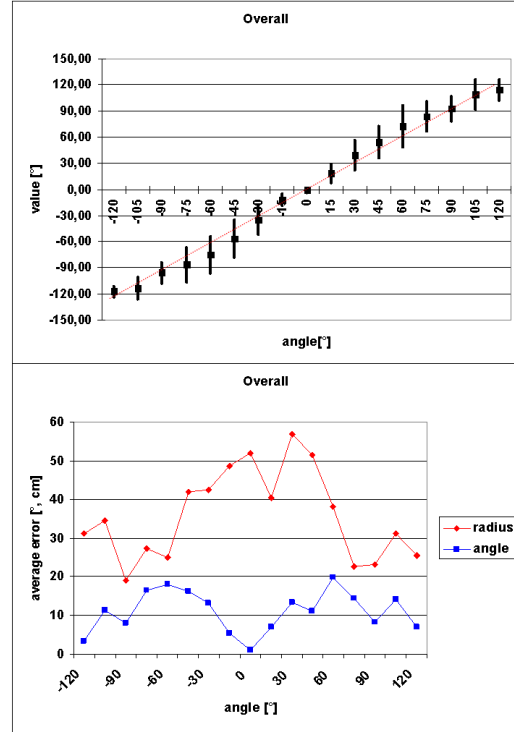 Overall
150,00
120,00
90,00
60,00
30,00
0,00
-30,00
-60,00
-90,00
-120,00
-150,00
value [°]
-120 -105 -90 -75 -60 -45 -30 -15 0 15 30 45 60 75 90 105 120
angle[°]
Overall
60
50
40
30
20
10
0
average error [°, cm]
radius
angle
-120 -90 -60 -30 0 30 60 90 120
angle [°]